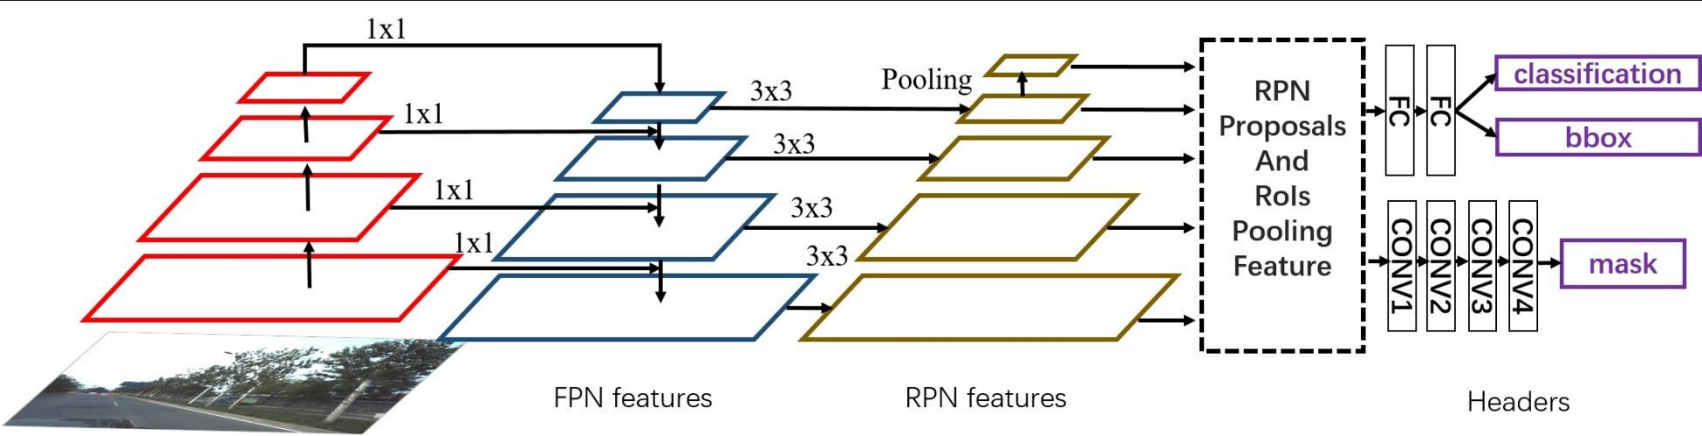 1x1
1x1
1x1
1x1
3x3
3x3
3x3
3x3
Pooling
RPN
Proposals
And
RoIs
Pooling
Feature
FC
FC
classification
bbox
CONV1
CONV2
CONV3
CONV4
mask
FPN features
RPN features
Headers